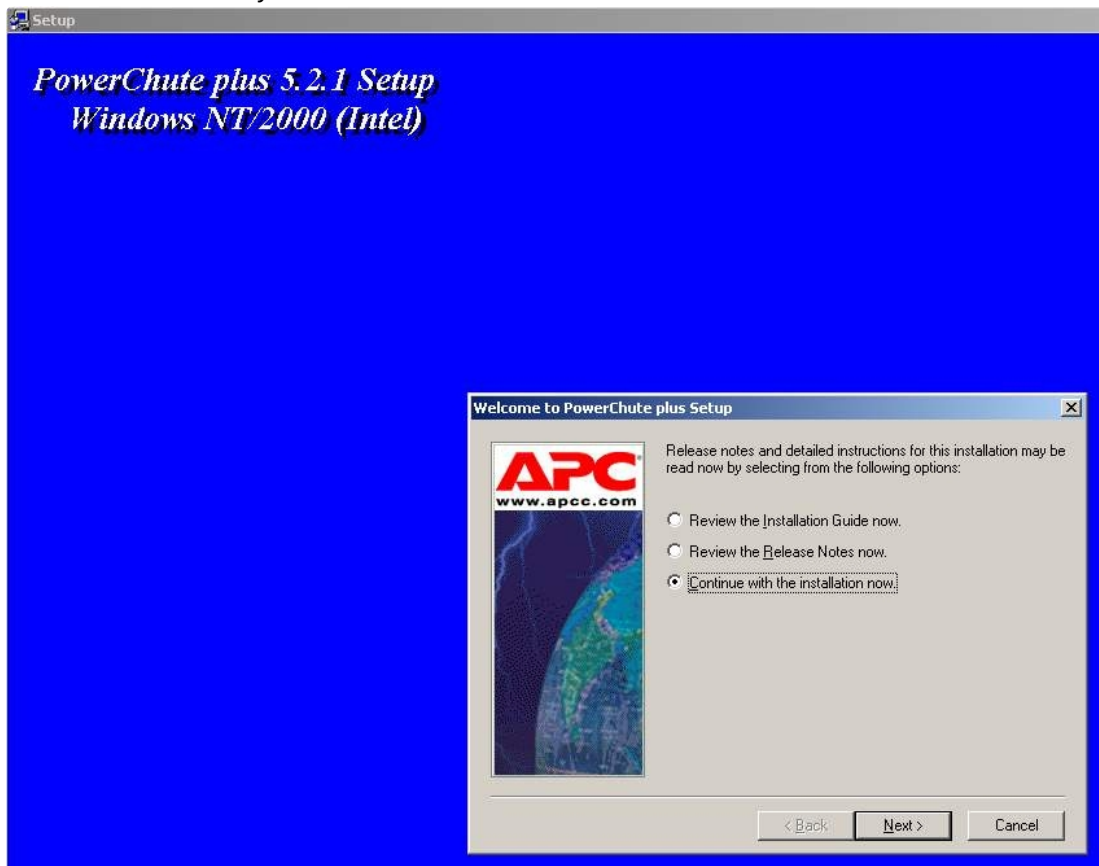 Setup
PowerChute plus 5.2.1 Setup
Windows NT/2000 (Intel)
Welcome to PowerChute plus Setup
APC
www.apcc.com
Release notes and detailed instructions for this installation may be
read now by selecting from the following options:
Review the Installation Guide now.
Review the Release Notes now.
Continue with the installation now.
< Back
Next >
Cancel